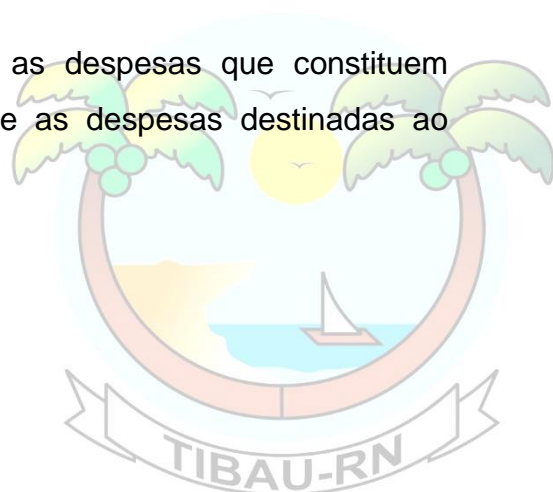 as despesas que constituem
e as despesas destinadas ao
TIBAU-RN